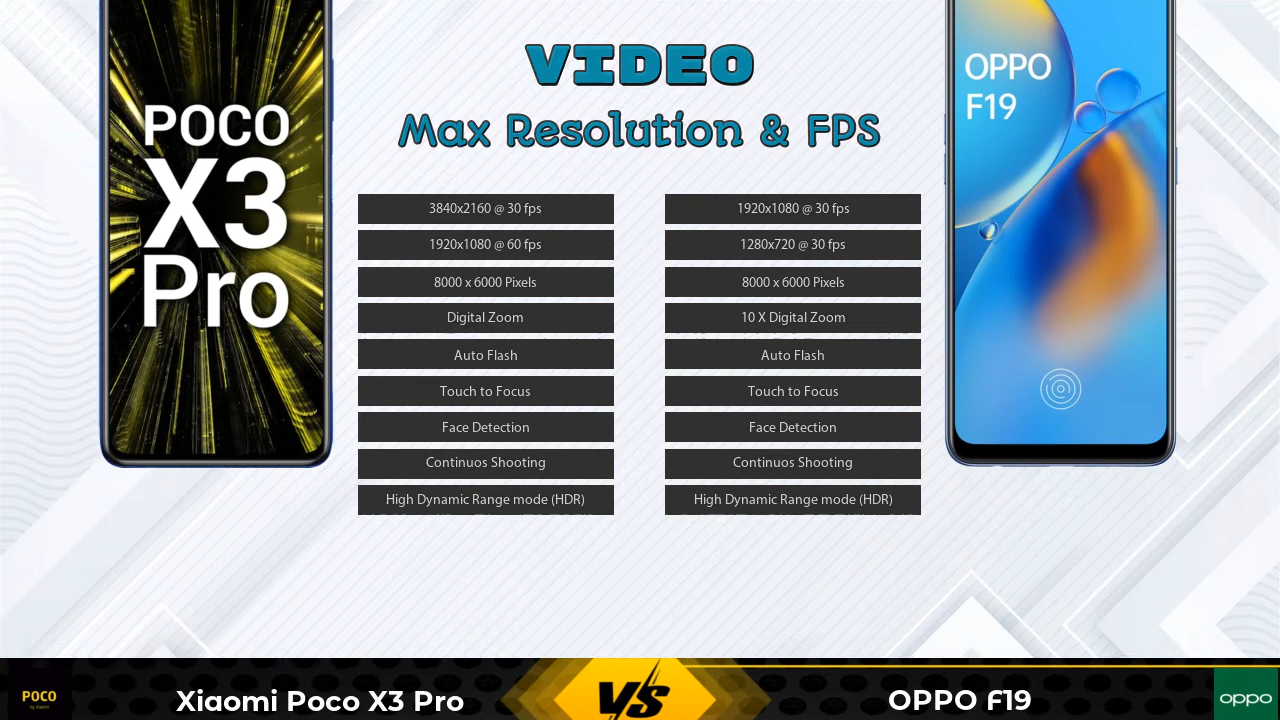 VIDEO
Max Resolution & FPS
POCO
X3
Pro
OPPO
F19
3840x2160 @ 30 fps
1920x1080 @ 30 fps
1920x1080 @ 60 fps
1280x720 @ 30 fps
8000 x 6000 Pixels
8000 x 6000 Pixels
Digital Zoom
10 X Digital Zoom
Auto Flash
Auto Flash
Touch to Focus
Touch to Focus
Face Detection
Face Detection
Continuos Shooting
Continuos Shooting
High Dynamic Range mode (HDR)
High Dynamic Range mode (HDR)
POCO
by Xiaomi
Xiaomi Poco X3 Pro
VS
OPPO F19
oppo